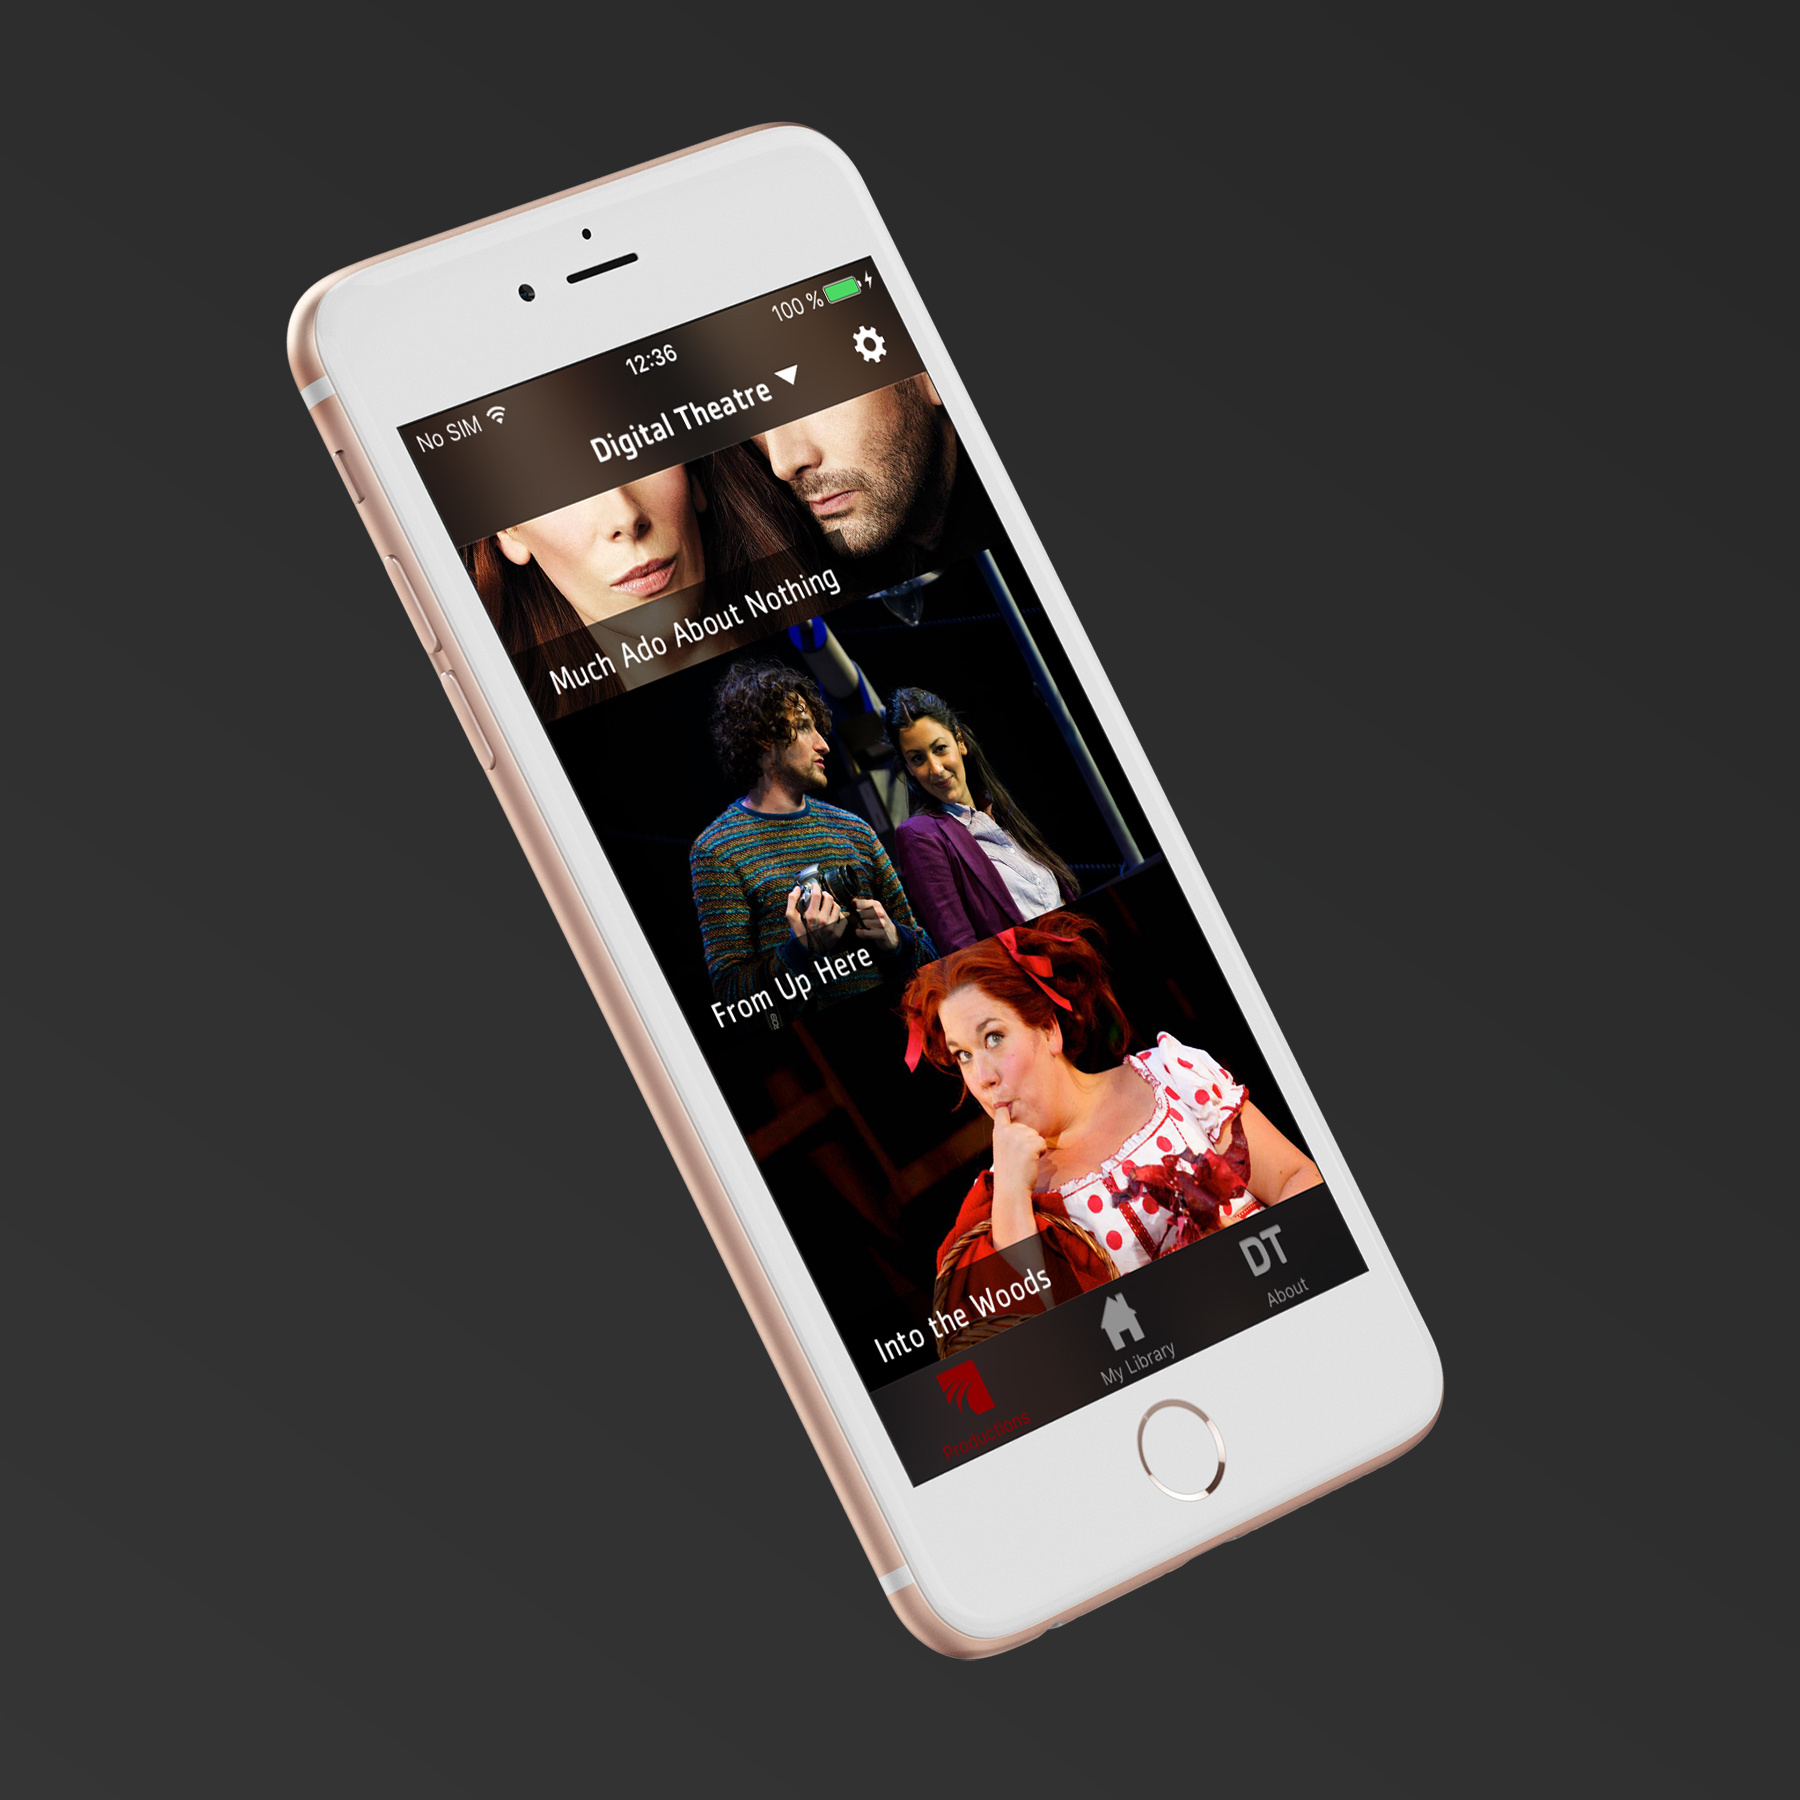 No SIM
12:36
100 %
Digital Theatre
Much Ado About Nothing
From Up Here
Into the Woods
Productions
My Library
DT
About